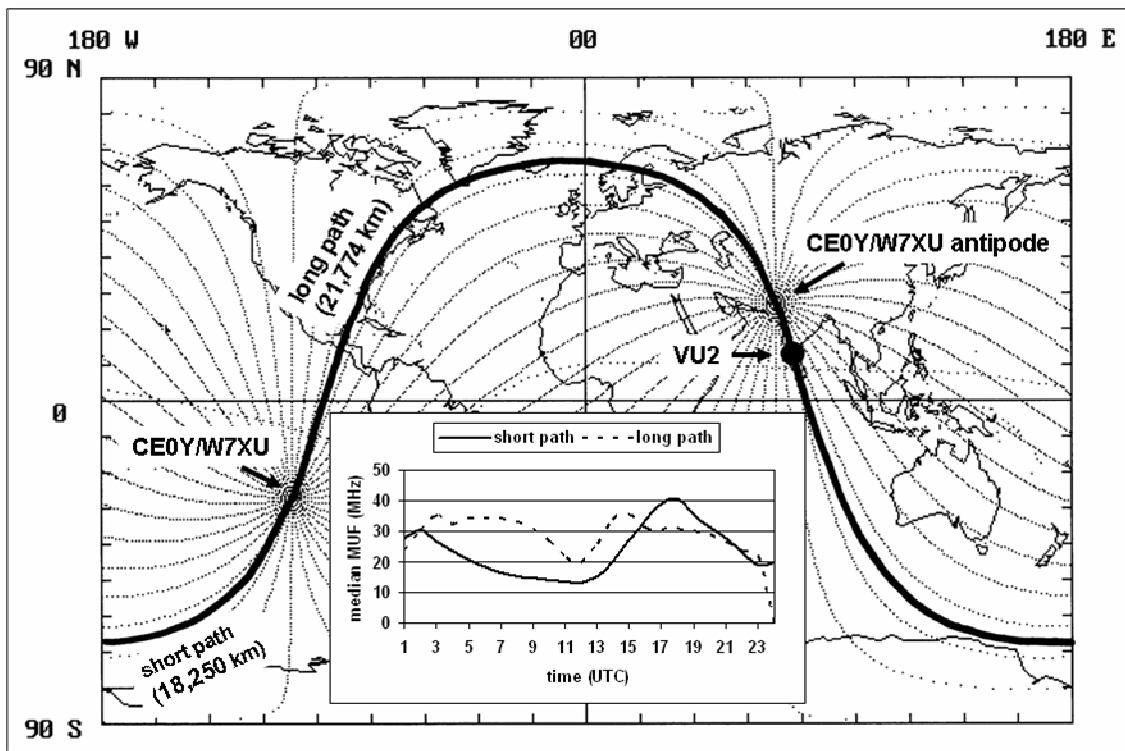 180 W 00 180 E
90 N
long path
(21,774 km)
CE0Y/W7XU antipode
VU2
0
CE0Y/W7XU
short path
(18,250 km)
short path long path
median MUF (MHz)
50
40
30
20
10
0
1 3 5 7 9 11 13 15 17 19 21 23
time (UTC)
90 S